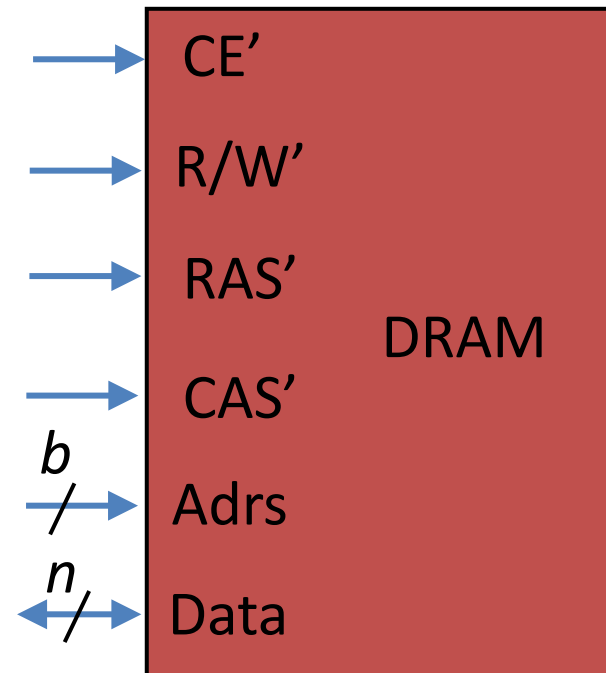 CE’
R/W’
RAS’
DRAM
CAS’
b
Adrs
n
Data